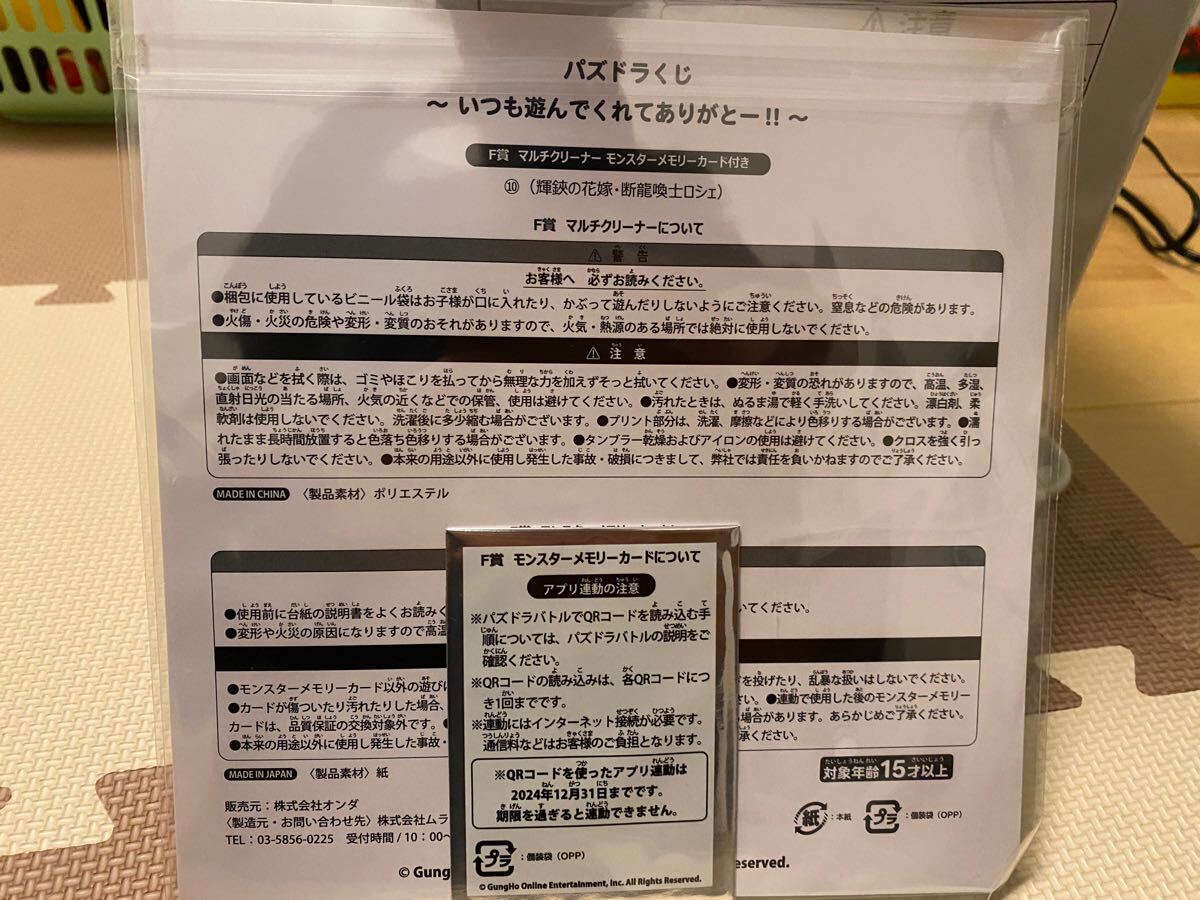 注意
パズドラくじ
～ いつも遊んでくれてありがとー!! ～
F賞 マルチクリーナー モンスターメモリーカード付き
⑩（輝鋏の花嫁・断龍喚士ロシェ）
F賞 マルチクリーナーについて
⚠ 警告
お客様へ 必ずお読みください。
●梱包に使用しているビニール袋はお子様が口に入れたり、かぶって遊んだりしないようにご注意ください。窒息などの危険があります。
●火傷・火災の危険や変形・変質のおそれがありますので、火気・熱源のある場所では絶対に使用しないでください。
⚠ 注意
●画面などを拭く際は、ゴミやほこりを払ってから無理な力を加えずそっと拭いてください。●変形・変質の恐れがありますので、高温、多湿、
直射日光の当たる場所、火気の近くなどでの保管、使用は避けてください。●汚れたときは、ぬるま湯で軽く手洗いしてください。漂白剤、柔
軟剤は使用しないでください。洗濯後に多少縮む場合がございます。●プリント部分は、洗濯、摩擦などにより色移りする場合がございます。●濡
れたまま長時間放置すると色落ち色移りする場合がございます。●タンブラー乾燥およびアイロンの使用は避けてください。●クロスを強く引っ
張ったりしないでください。●本来の用途以外に使用し発生した事故・破損につきまして、弊社では責任を負いかねますのでご了承ください。
MADE IN CHINA 〈製品素材〉ポリエステル
●使用前に台紙の説明書をよくお読みく
てください。
●変形や火災の原因になりますので高温
●モンスターメモリーカード以外の遊びに
を投げたり、乱暴な扱いはしないでください。
●カードが傷ついたり汚れたりした場合、
い。●連動で使用した後のモンスターメモリー
カードは、品質保証の交換対象外です。●
場合があります。あらかじめご了承ください。
●本来の用途以外に使用し発生した事故・
ご了承ください。
MADE IN JAPAN 〈製品素材〉紙
対象年齢15才以上
販売元：株式会社オンダ
〈製造元・お問い合わせ先〉株式会社ムラ
TEL：03-5856-0225 受付時間 / 10：00～
紙：本紙
プラ：個装袋（OPP）
© Gung
eserved.
F賞 モンスターメモリーカードについて
アプリ連動の注意
※パズドラバトルでQRコードを読み込む手
順については、パズドラバトルの説明をご
確認ください。
※QRコードの読み込みは、各QRコードにつ
き1回までです。
※連動にはインターネット接続が必要です。
通信料などはお客様のご負担となります。
※QRコードを使ったアプリ連動は
2024年12月31日までです。
期限を過ぎると連動できません。
プラ：個装袋（OPP）
© GungHo Online Entertainment, Inc. All Rights Reserved.